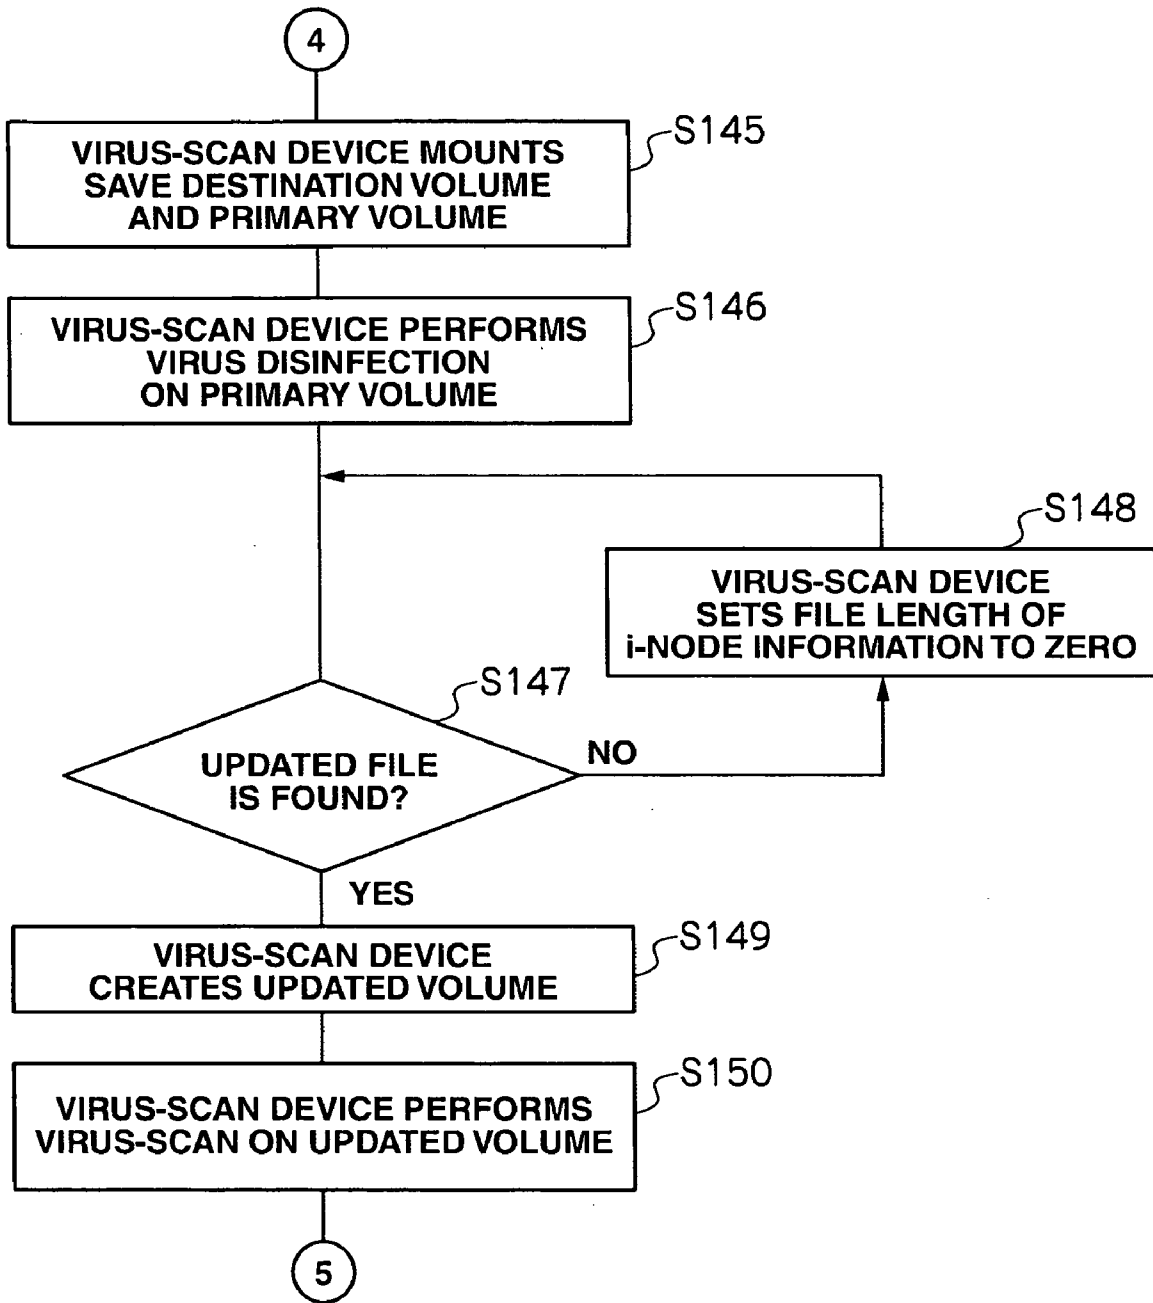 4
S145
VIRUS-SCAN DEVICE MOUNTS
SAVE DESTINATION VOLUME
AND PRIMARY VOLUME
S146
VIRUS-SCAN DEVICE PERFORMS
VIRUS DISINFECTION
ON PRIMARY VOLUME
S148
VIRUS-SCAN DEVICE
SETS FILE LENGTH OF
i-NODE INFORMATION TO ZERO
S147
UPDATED FILE
IS FOUND?
NO
YES
S149
VIRUS-SCAN DEVICE
CREATES UPDATED VOLUME
S150
VIRUS-SCAN DEVICE PERFORMS
VIRUS-SCAN ON UPDATED VOLUME
5